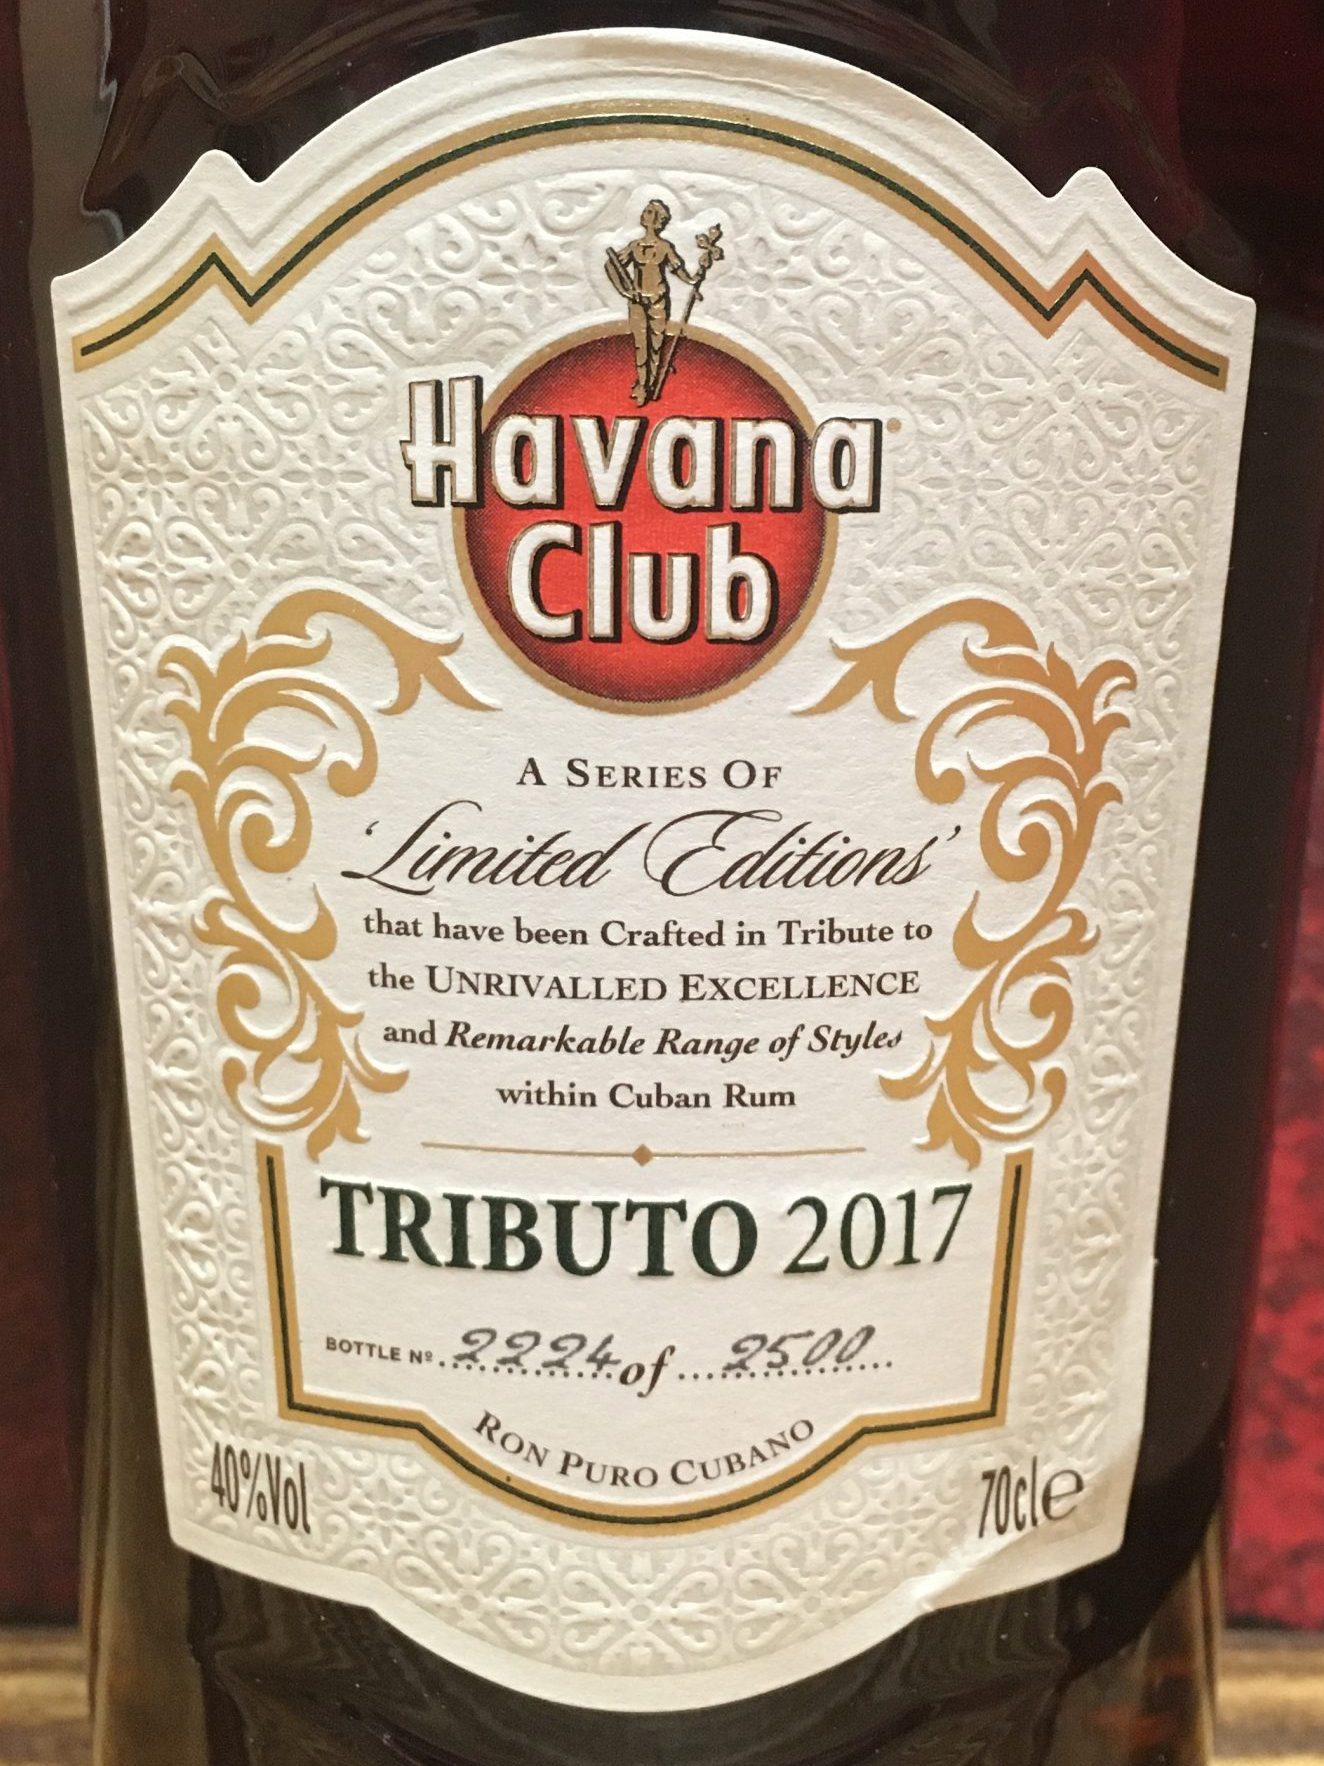 Havana
Club
A SERIES OF
‘Limited Editions’
that have been Crafted in Tribute to
the UNRIVALLED EXCELLENCE
and Remarkable Range of Styles
within Cuban Rum
TRIBUTO 2017
BOTTLE Nº. 2224 of 2500
RON PURO CUBANO
40%Vol
70cl e